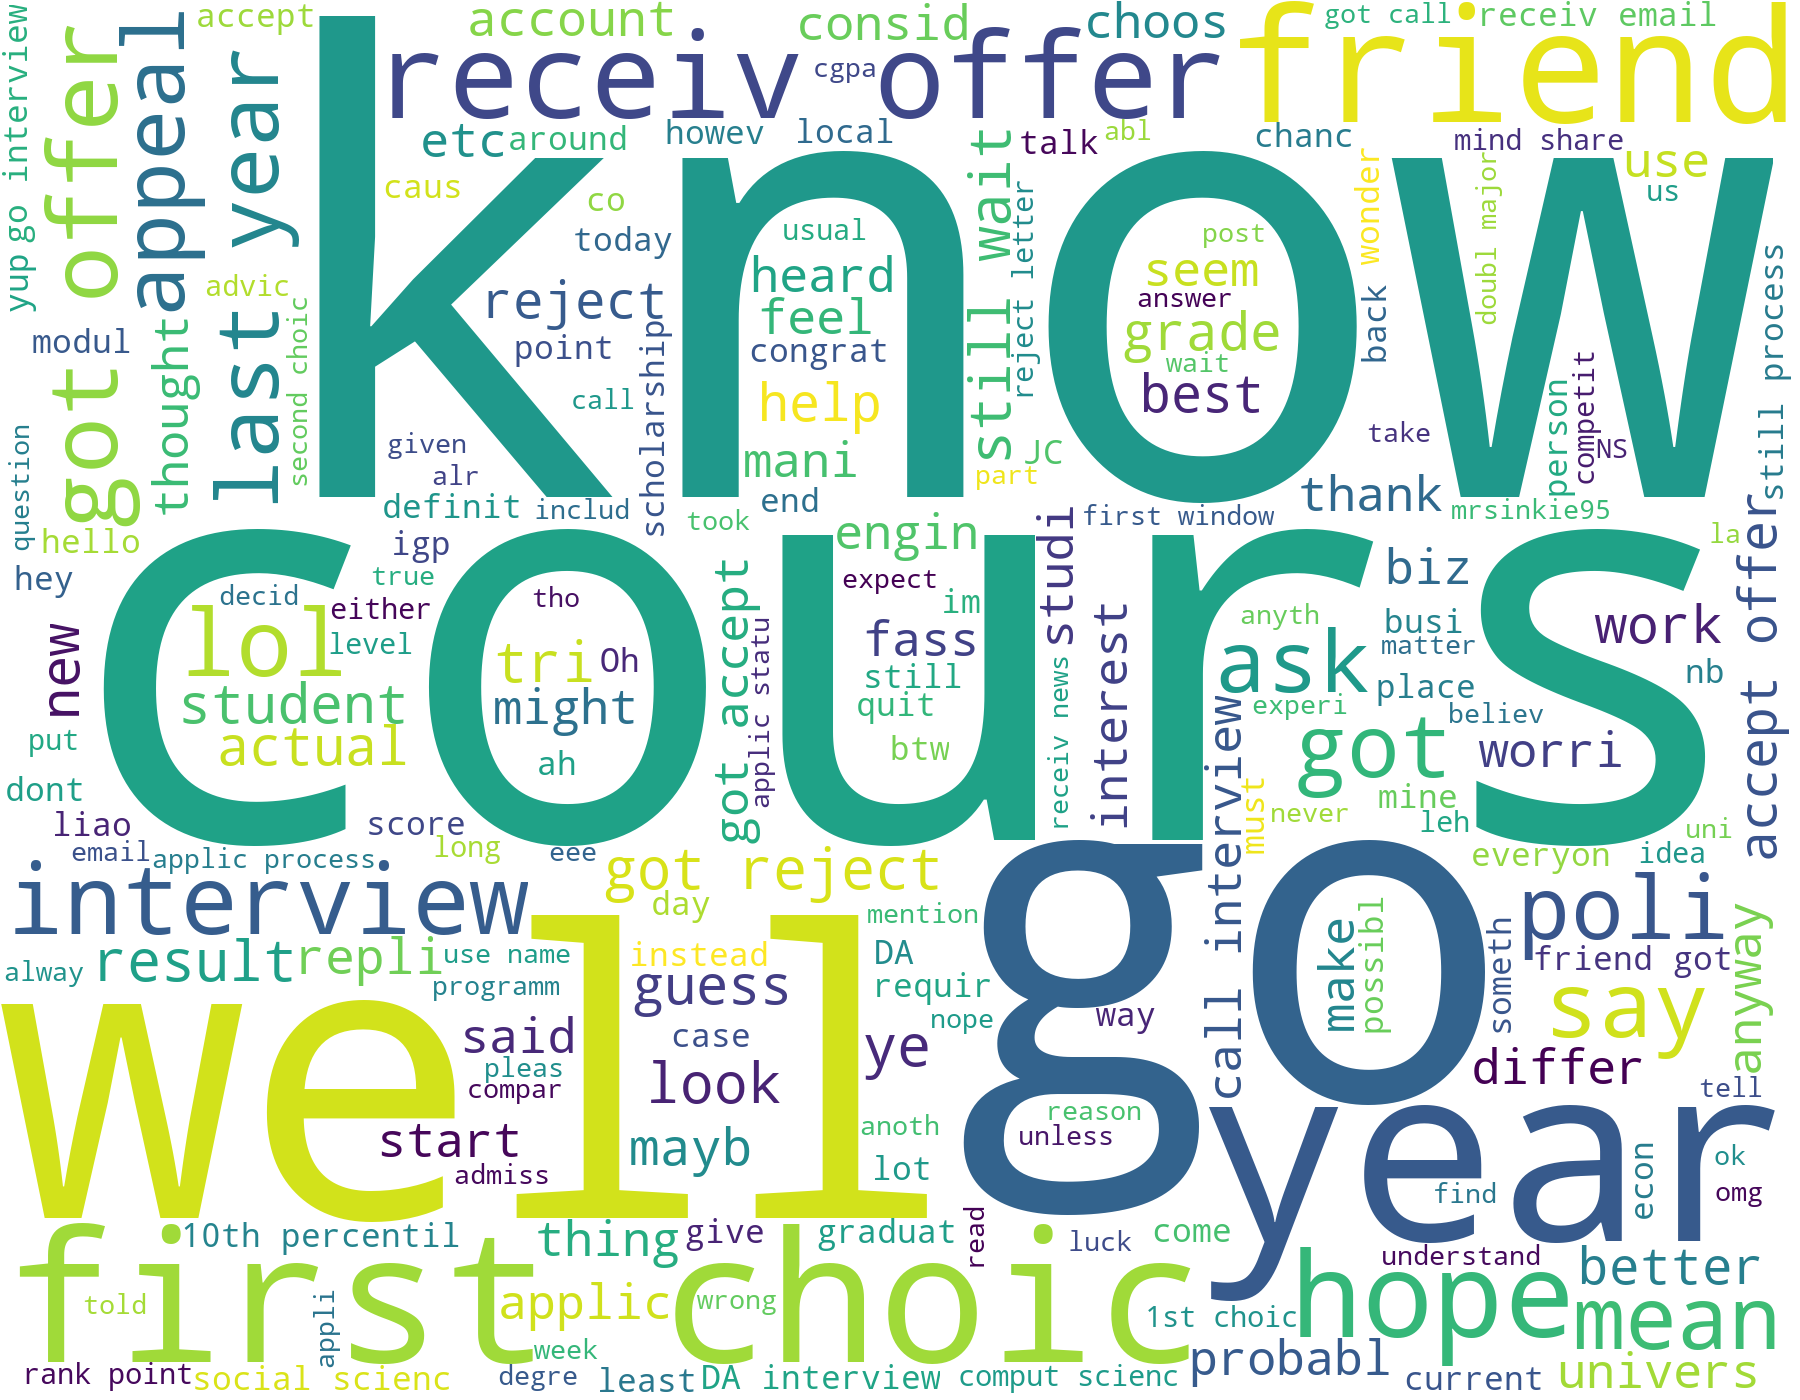 accept
account
consid
choos
got call
receiv email
receiv offer
friend
cgpa
yup go interview
got offer
appeal
last year
know
etc
around
howev
local
talk
abl
chanc
mind share
use
us
caus
co
today
usual
heard
feel
congrat
help
mani
end
still wait
reject letter
post
seem
answer
grade
wait
best
wonder
back
doubl major
still process
advic
second choic
modul
thought
reject
point
call
scholarship
given
alr
definit
includ
JC
part
take
person
competit
NS
thank
mrsinkie95
first window
question
hello
hey
igp
true
took
engin
expect
im
studi
la
biz
cours
decid
either
level
lol
student
actual
tho
tri
Oh
might
ah
got accept
applic statu
fass
still
quit
btw
receiv news
interest
anyth
busi
matter
ask
place
experi
believ
got
worri
work
nb
accept offer
new
put
dont
liao
score
long
email
applic process
eee
mine
never
must
leh
uni
everyon
idea
call interview
interview
got reject
day
mention
poli
friend got
alway
result
repli
use name
programm
instead
guess
DA
requir
nope
way
make
possibl
someth
say
anyway
well
go
said
pleas
compar
case
look
ye
differ
tell
start
admiss
mayb
anoth
lot
reason
unless
year
find
econ
ok
omg
10th percentil
thing
give
graduat
read
luck
come
understand
better
first choic
told
appli
applic
wrong
1st choic
hope
mean
week
rank point
social scienc
degre
least
DA interview
comput scienc
probabl
current
univers